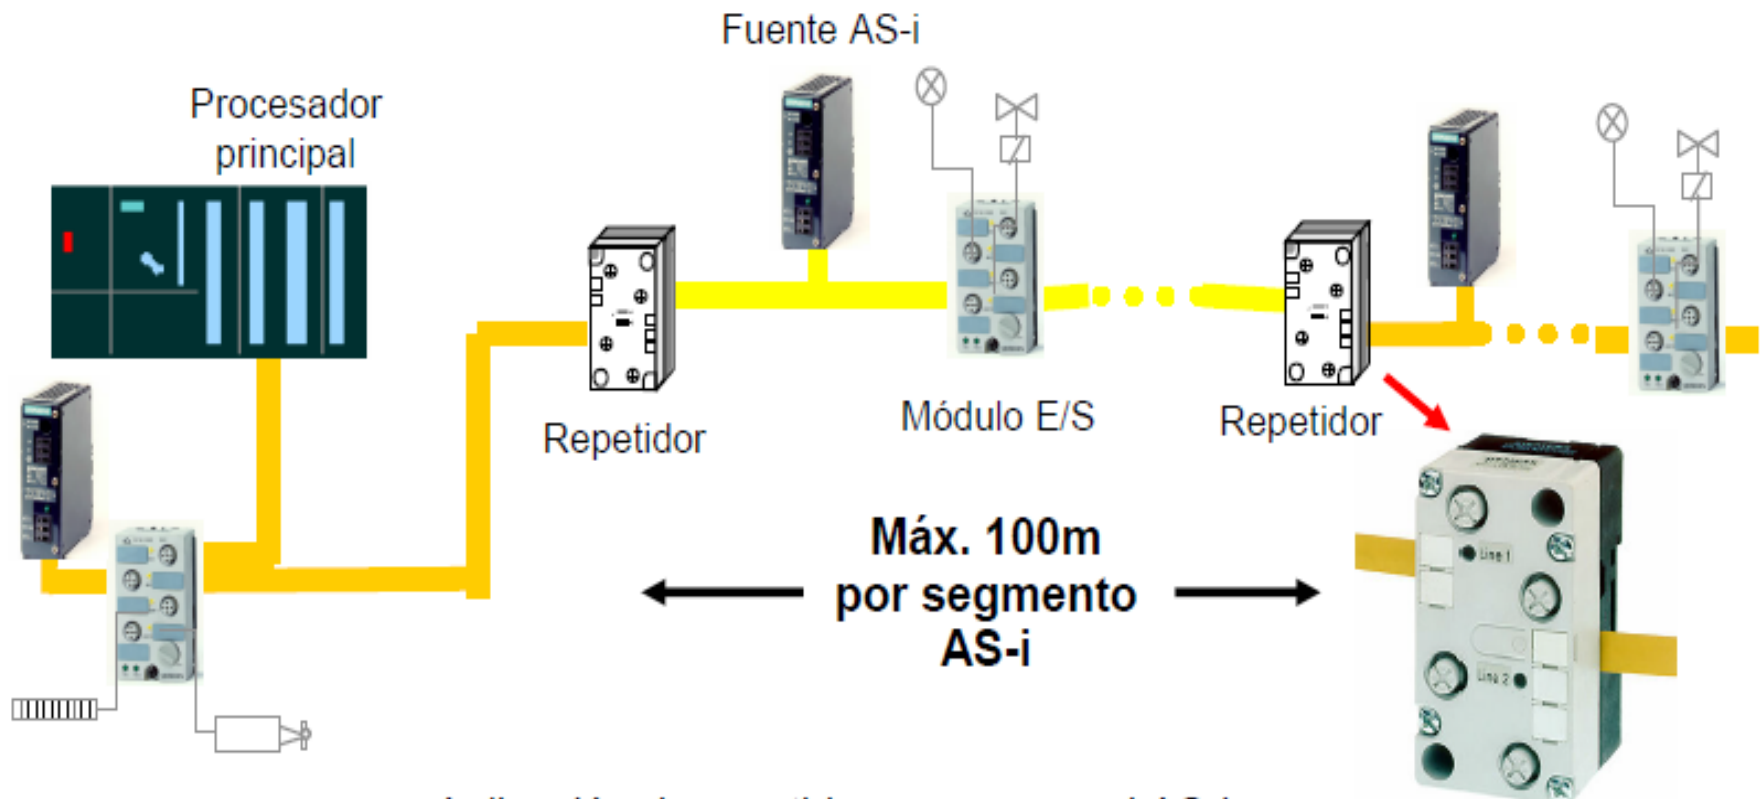 Fuente AS-i
Procesador
principal
Repetidor
Módulo E/S
Repetidor
Máx. 100m
por segmento
AS-i
Line 1
Line 2